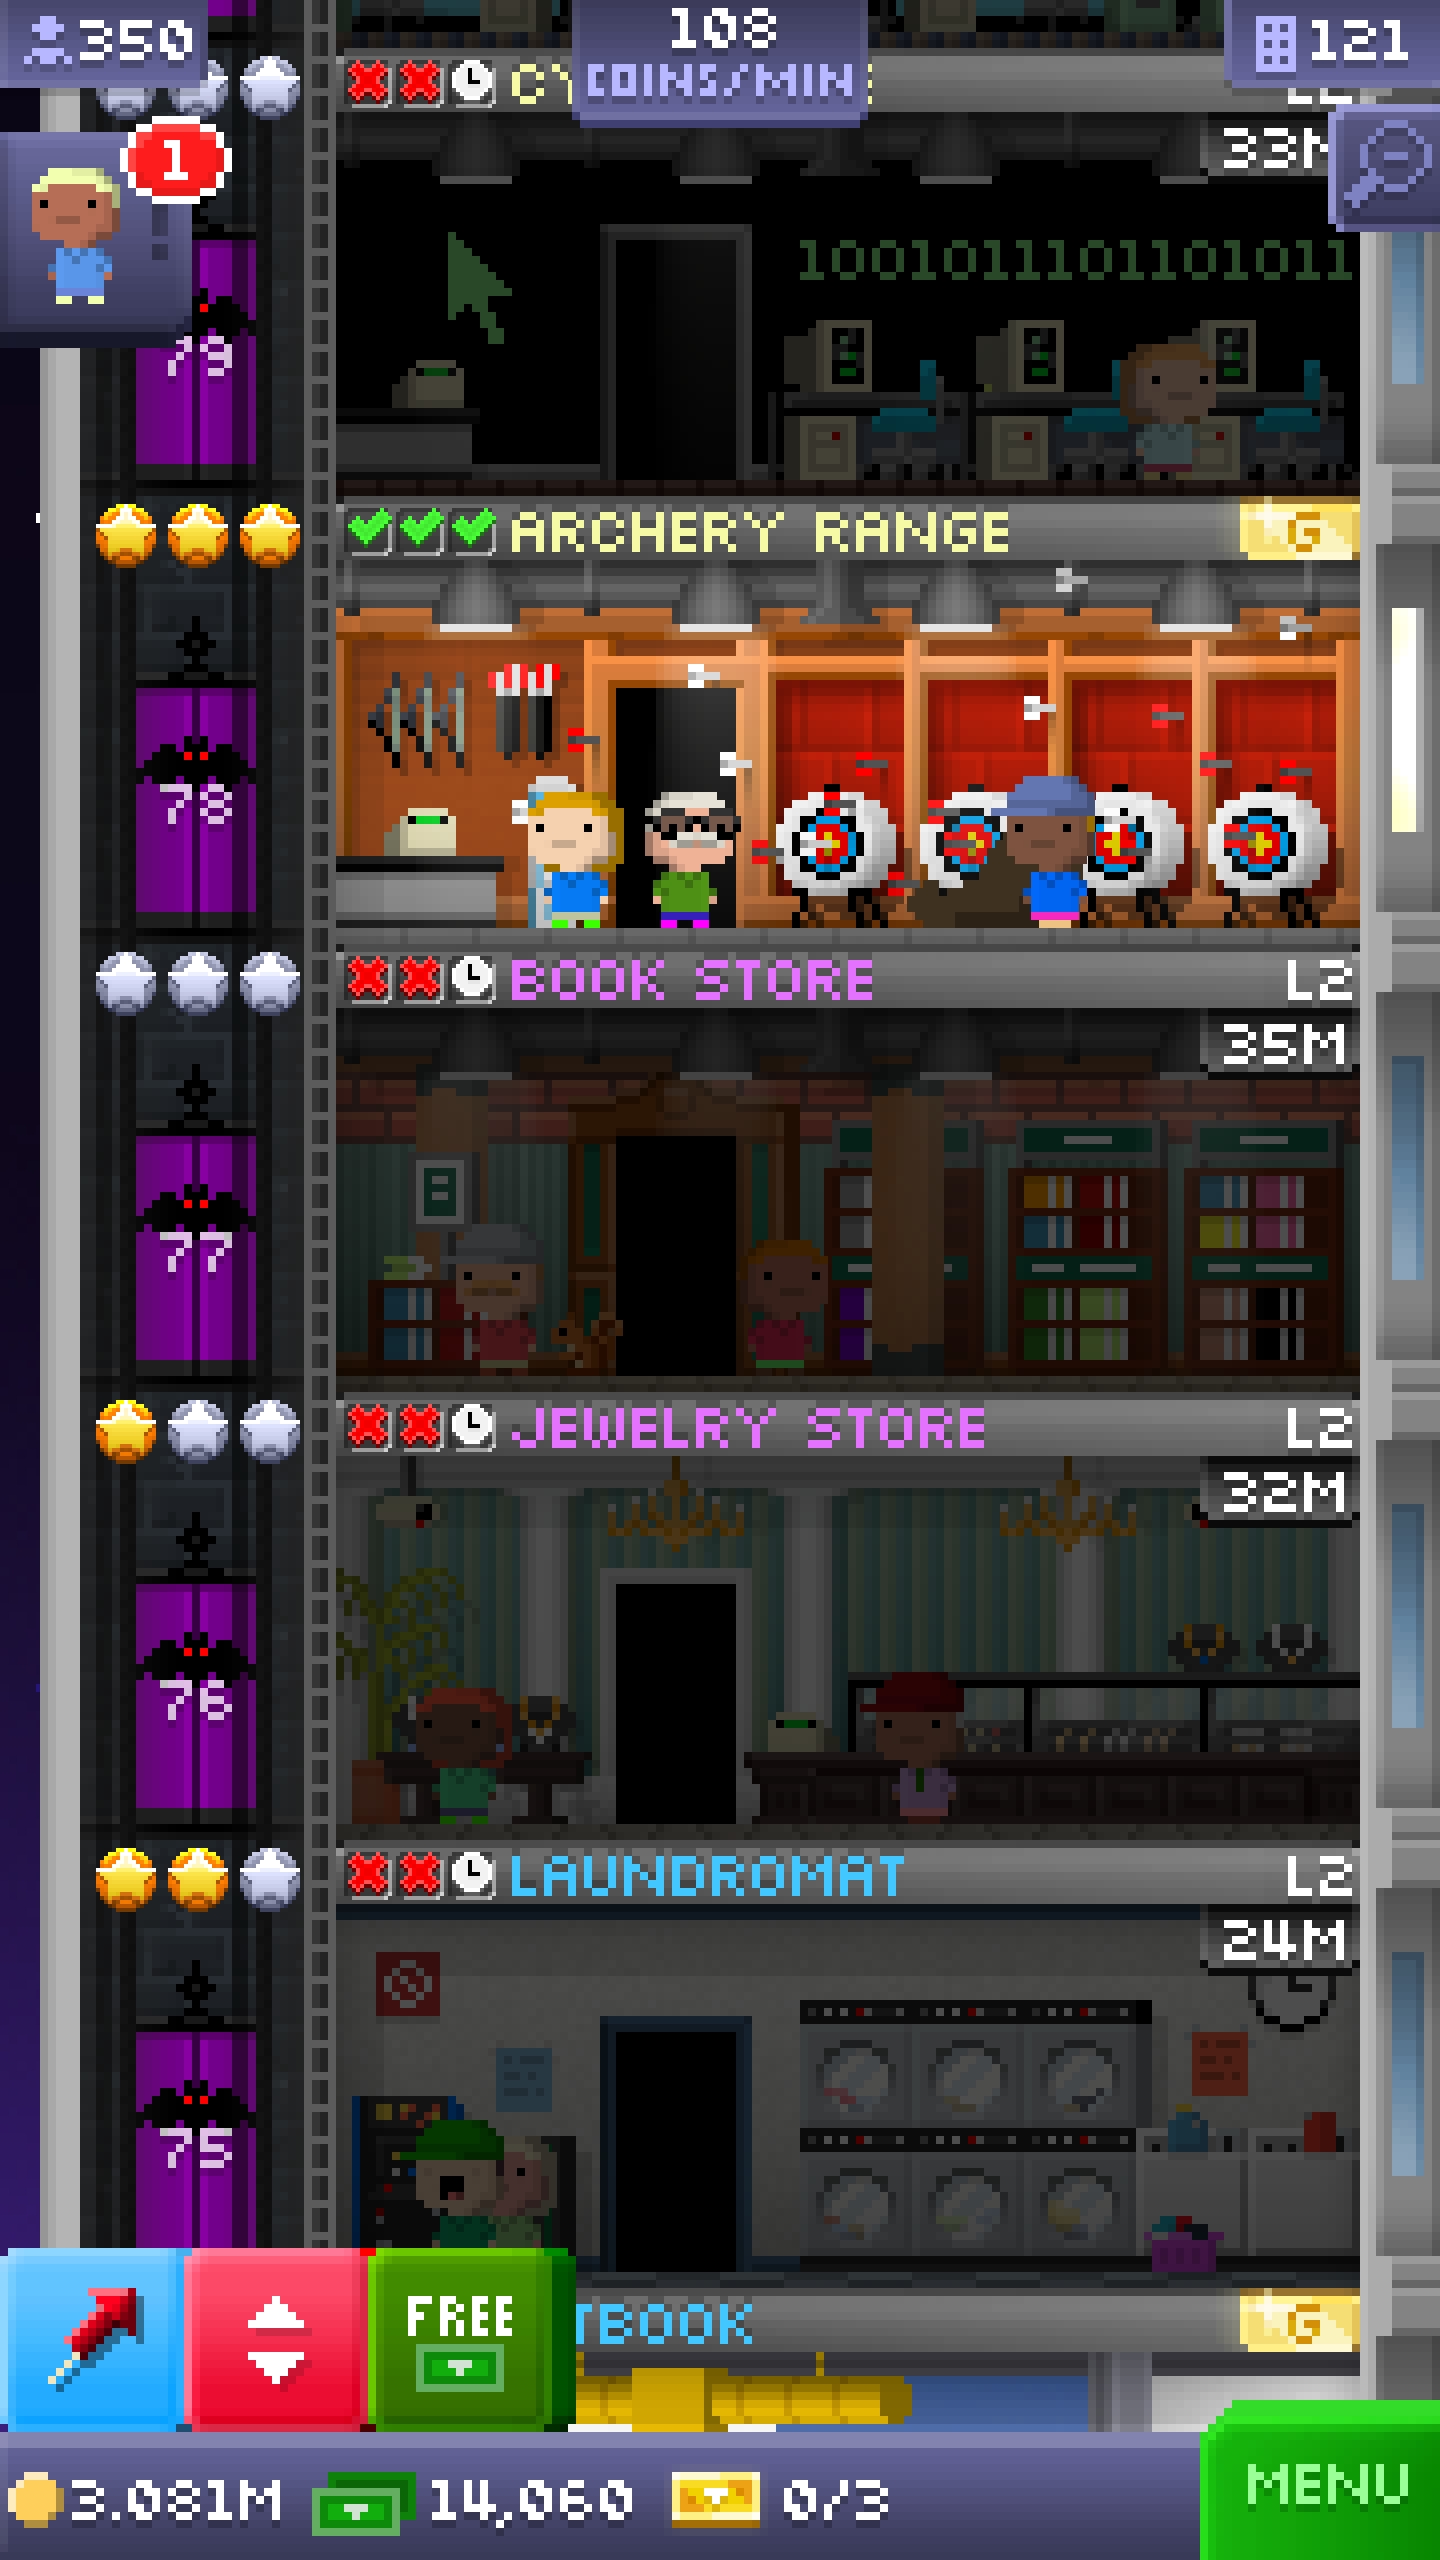 350
108
COINS/MIN
121
CY
L2
33M
1
79
1001011101101011
ARCHERY RANGE
G
78
BOOK STORE
L2
35M
77
JEWELRY STORE
L2
32M
76
LAUNDROMAT
L2
24M
75
TBOOK
G
FREE
3.081M
14,060
0/3
MENU